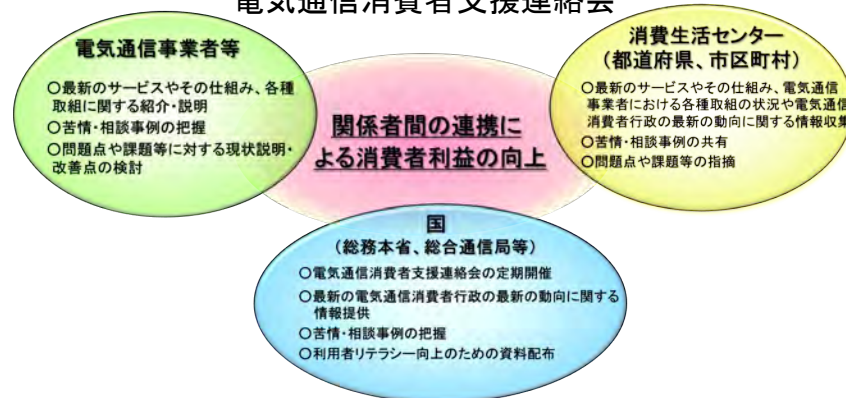 電気通信消費者支援連絡会
電気通信事業者等
○最新のサービスやその仕組み、各種
取組に関する紹介・説明
○苦情・相談事例の把握
○問題点や課題等に対する現状説明・
改善点の検討
関係者間の連携に
よる消費者利益の向上
消費生活センター
(都道府県、市区町村)
○最新のサービスやその仕組み、電気通信
事業者における各種取組の状況や電気通信
消費者行政の最新の動向に関する情報収集
○苦情・相談事例の共有
○問題点や課題等の指摘
国
(総務本省、総合通信局等)
○電気通信消費者支援連絡会の定期開催
○最新の電気通信消費者行政の最新の動向に関する
情報提供
○苦情・相談事例の把握
○利用者リテラシー向上のための資料配布